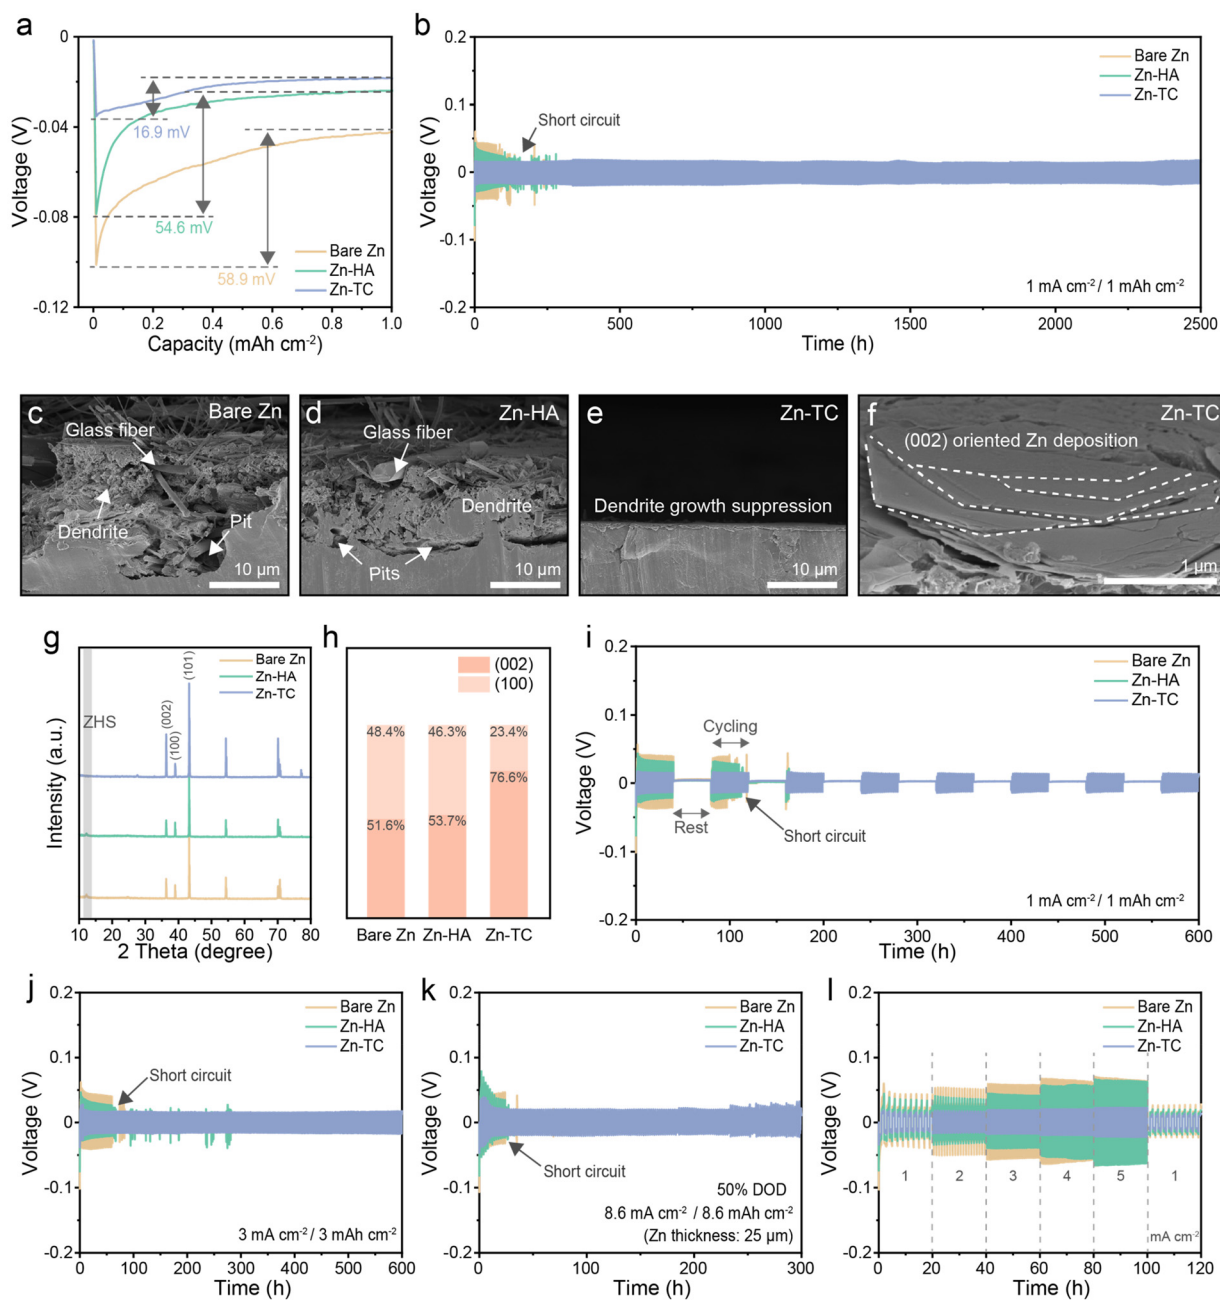 a
0
-0.04
-0.08
-0.12
Voltage (V)
16.9 mV
54.6 mV
58.9 mV
Bare Zn
Zn-HA
Zn-TC
0
0.2
0.4
0.6
0.8
1.0
Capacity (mAh cm⁻²)
b
0.2
0.1
0
-0.1
-0.2
Voltage (V)
Bare Zn
Zn-HA
Zn-TC
Short circuit
1 mA cm⁻² / 1 mAh cm⁻²
0
500
1000
1500
2000
2500
Time (h)
c
Bare Zn
Glass fiber
Dendrite
Pit
10 µm
d
Zn-HA
Glass fiber
Dendrite
Pits
10 µm
e
Zn-TC
Dendrite growth suppression
10 µm
f
Zn-TC
(002) oriented Zn deposition
1 µm
g
Intensity (a.u.)
ZHS
(002)
(100)
(101)
Bare Zn
Zn-HA
Zn-TC
10 20 30 40 50 60 70 80
2 Theta (degree)
h
(002)
(100)
48.4%
46.3%
23.4%
51.6%
53.7%
76.6%
Bare Zn
Zn-HA
Zn-TC
i
0.2
0.1
0
-0.1
-0.2
Voltage (V)
Bare Zn
Zn-HA
Zn-TC
Cycling
Rest
Short circuit
1 mA cm⁻² / 1 mAh cm⁻²
0 100 200 300 400 500 600
Time (h)
j
0.2
0.1
0
-0.1
-0.2
Voltage (V)
Bare Zn
Zn-HA
Zn-TC
Short circuit
3 mA cm⁻² / 3 mAh cm⁻²
0 100 200 300 400 500 600
Time (h)
k
0.2
0.1
0
-0.1
-0.2
Voltage (V)
Bare Zn
Zn-HA
Zn-TC
Short circuit
50% DOD
8.6 mA cm⁻² / 8.6 mAh cm⁻²
(Zn thickness: 25 µm)
0 50 100 150 200 250 300
Time (h)
l
0.2
0.1
0
-0.1
-0.2
Voltage (V)
Bare Zn
Zn-HA
Zn-TC
1 2 3 4 5 1
mA cm⁻²
0 20 40 60 80 100 120
Time (h)